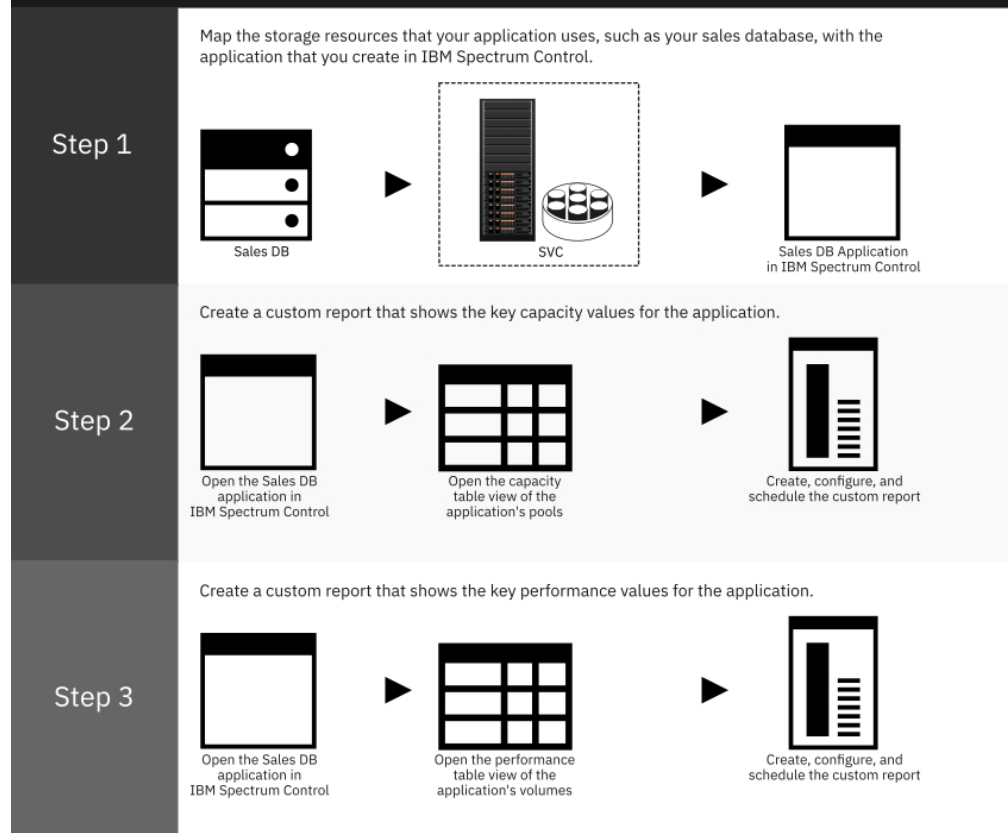 Step 1
Map the storage resources that your application uses, such as your sales database, with the
application that you create in IBM Spectrum Control.
Sales DB
SVC
Sales DB Application
in IBM Spectrum Control
Step 2
Create a custom report that shows the key capacity values for the application.
Open the Sales DB
application in
IBM Spectrum Control
Open the capacity
table view of the
application's pools
Create, configure, and
schedule the custom report
Step 3
Create a custom report that shows the key performance values for the application.
Open the Sales DB
application in
IBM Spectrum Control
Open the performance
table view of the
application's volumes
Create, configure, and
schedule the custom report